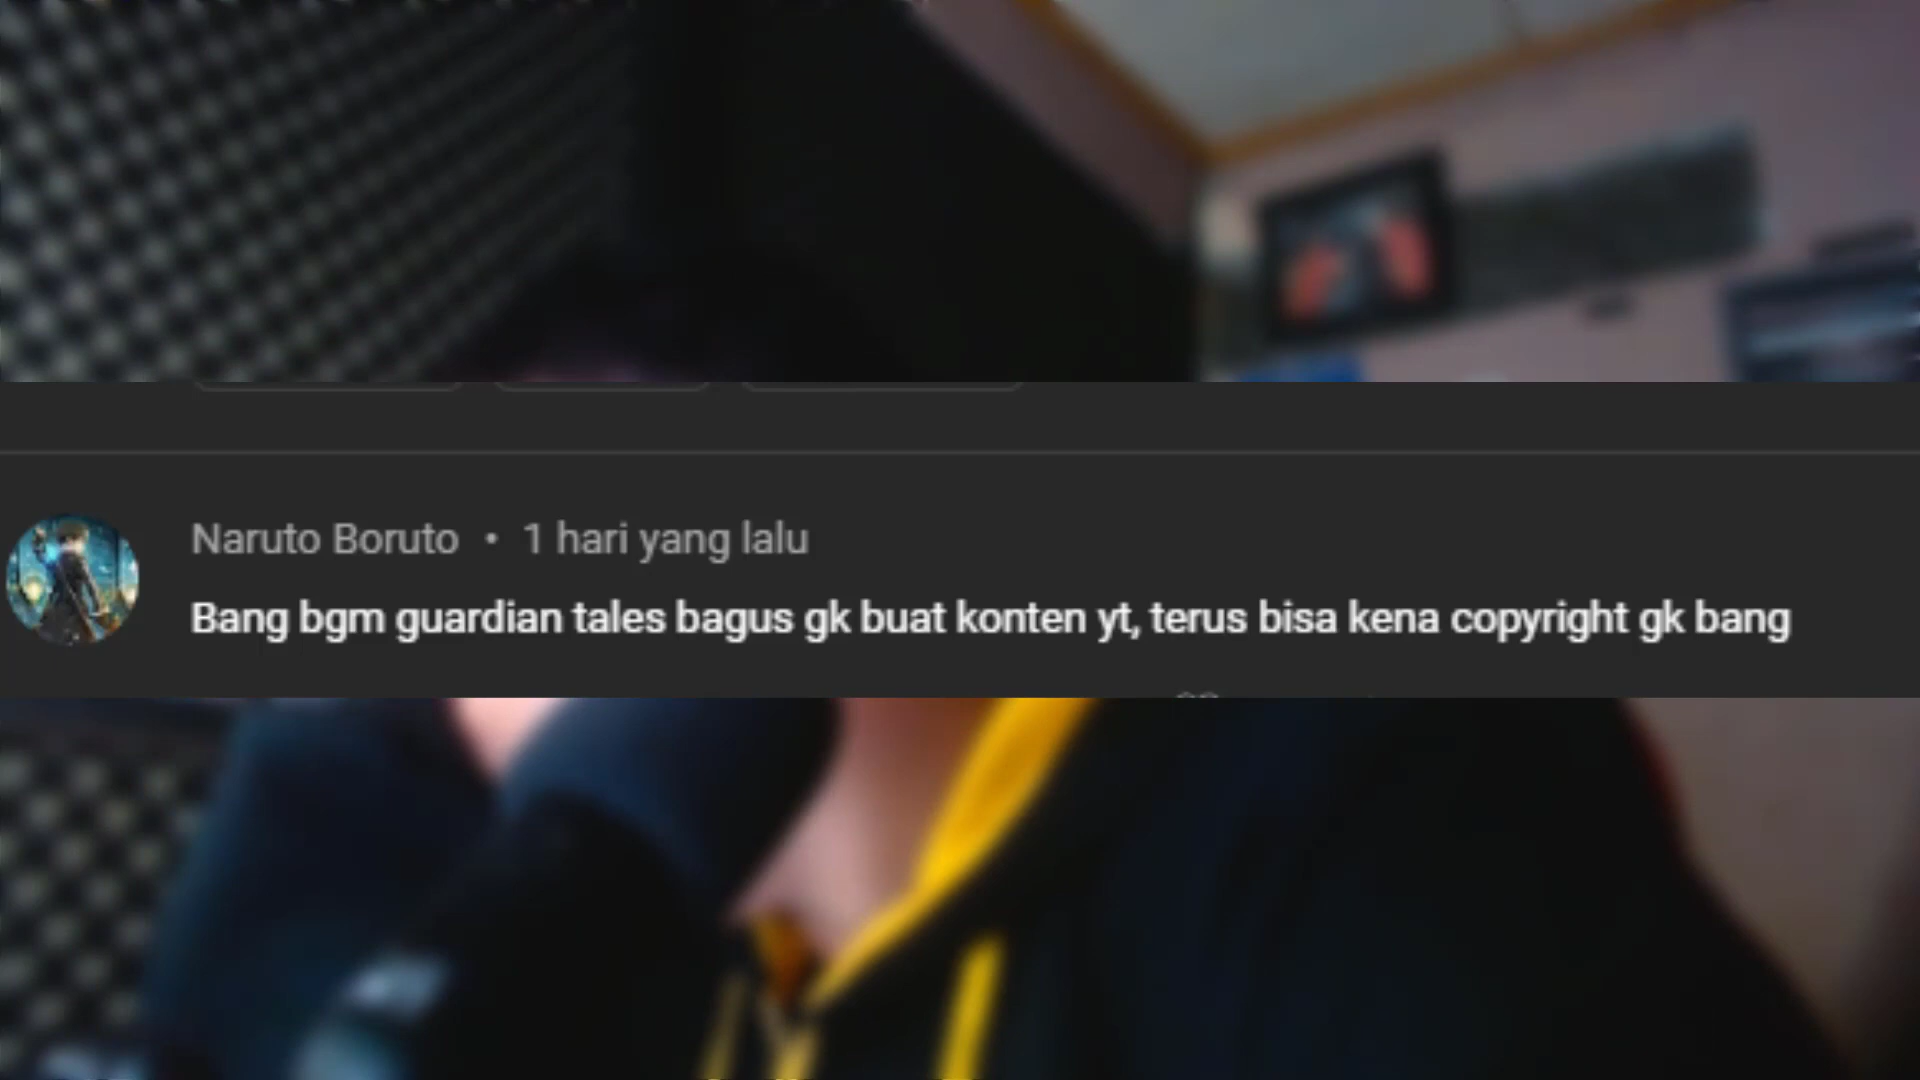 Naruto Boruto • 1 hari yang lalu
Bang bgm guardian tales bagus gk buat konten yt, terus bisa kena copyright gk bang